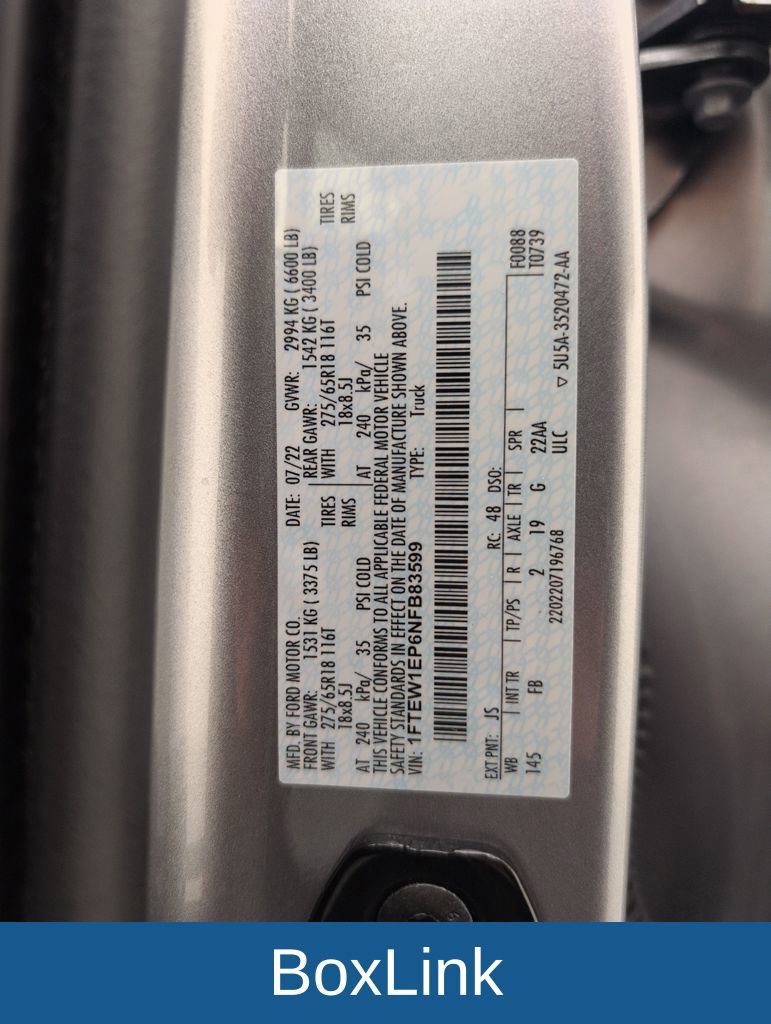 MFD. BY FORD MOTOR CO.
DATE: 07/22 GVWR: 2994 KG ( 6600 LB)
FRONT GAWR: 1531 KG ( 3375 LB) REAR GAWR: 1542 KG ( 3400 LB)
WITH 275/65R18 116T TIRES WITH 275/65R18 116T TIRES
18x8.5J RIMS 18x8.5J RIMS
AT 240 kPa/ 35 PSI COLD AT 240 kPa/ 35 PSI COLD
THIS VEHICLE CONFORMS TO ALL APPLICABLE FEDERAL MOTOR VEHICLE
SAFETY STANDARDS IN EFFECT ON THE DATE OF MANUFACTURE SHOWN ABOVE.
VIN: 1FTEW1EP6NFB83599 TYPE: Truck
EXT PNT: JS RC: 48 DSO: F0088
WB INT TR TP/PS R AXLE TR SPR T0739
145 FB 2 19 G 22AA
2202207196768 ULC ▽ 5U5A-3520472-AA
BoxLink